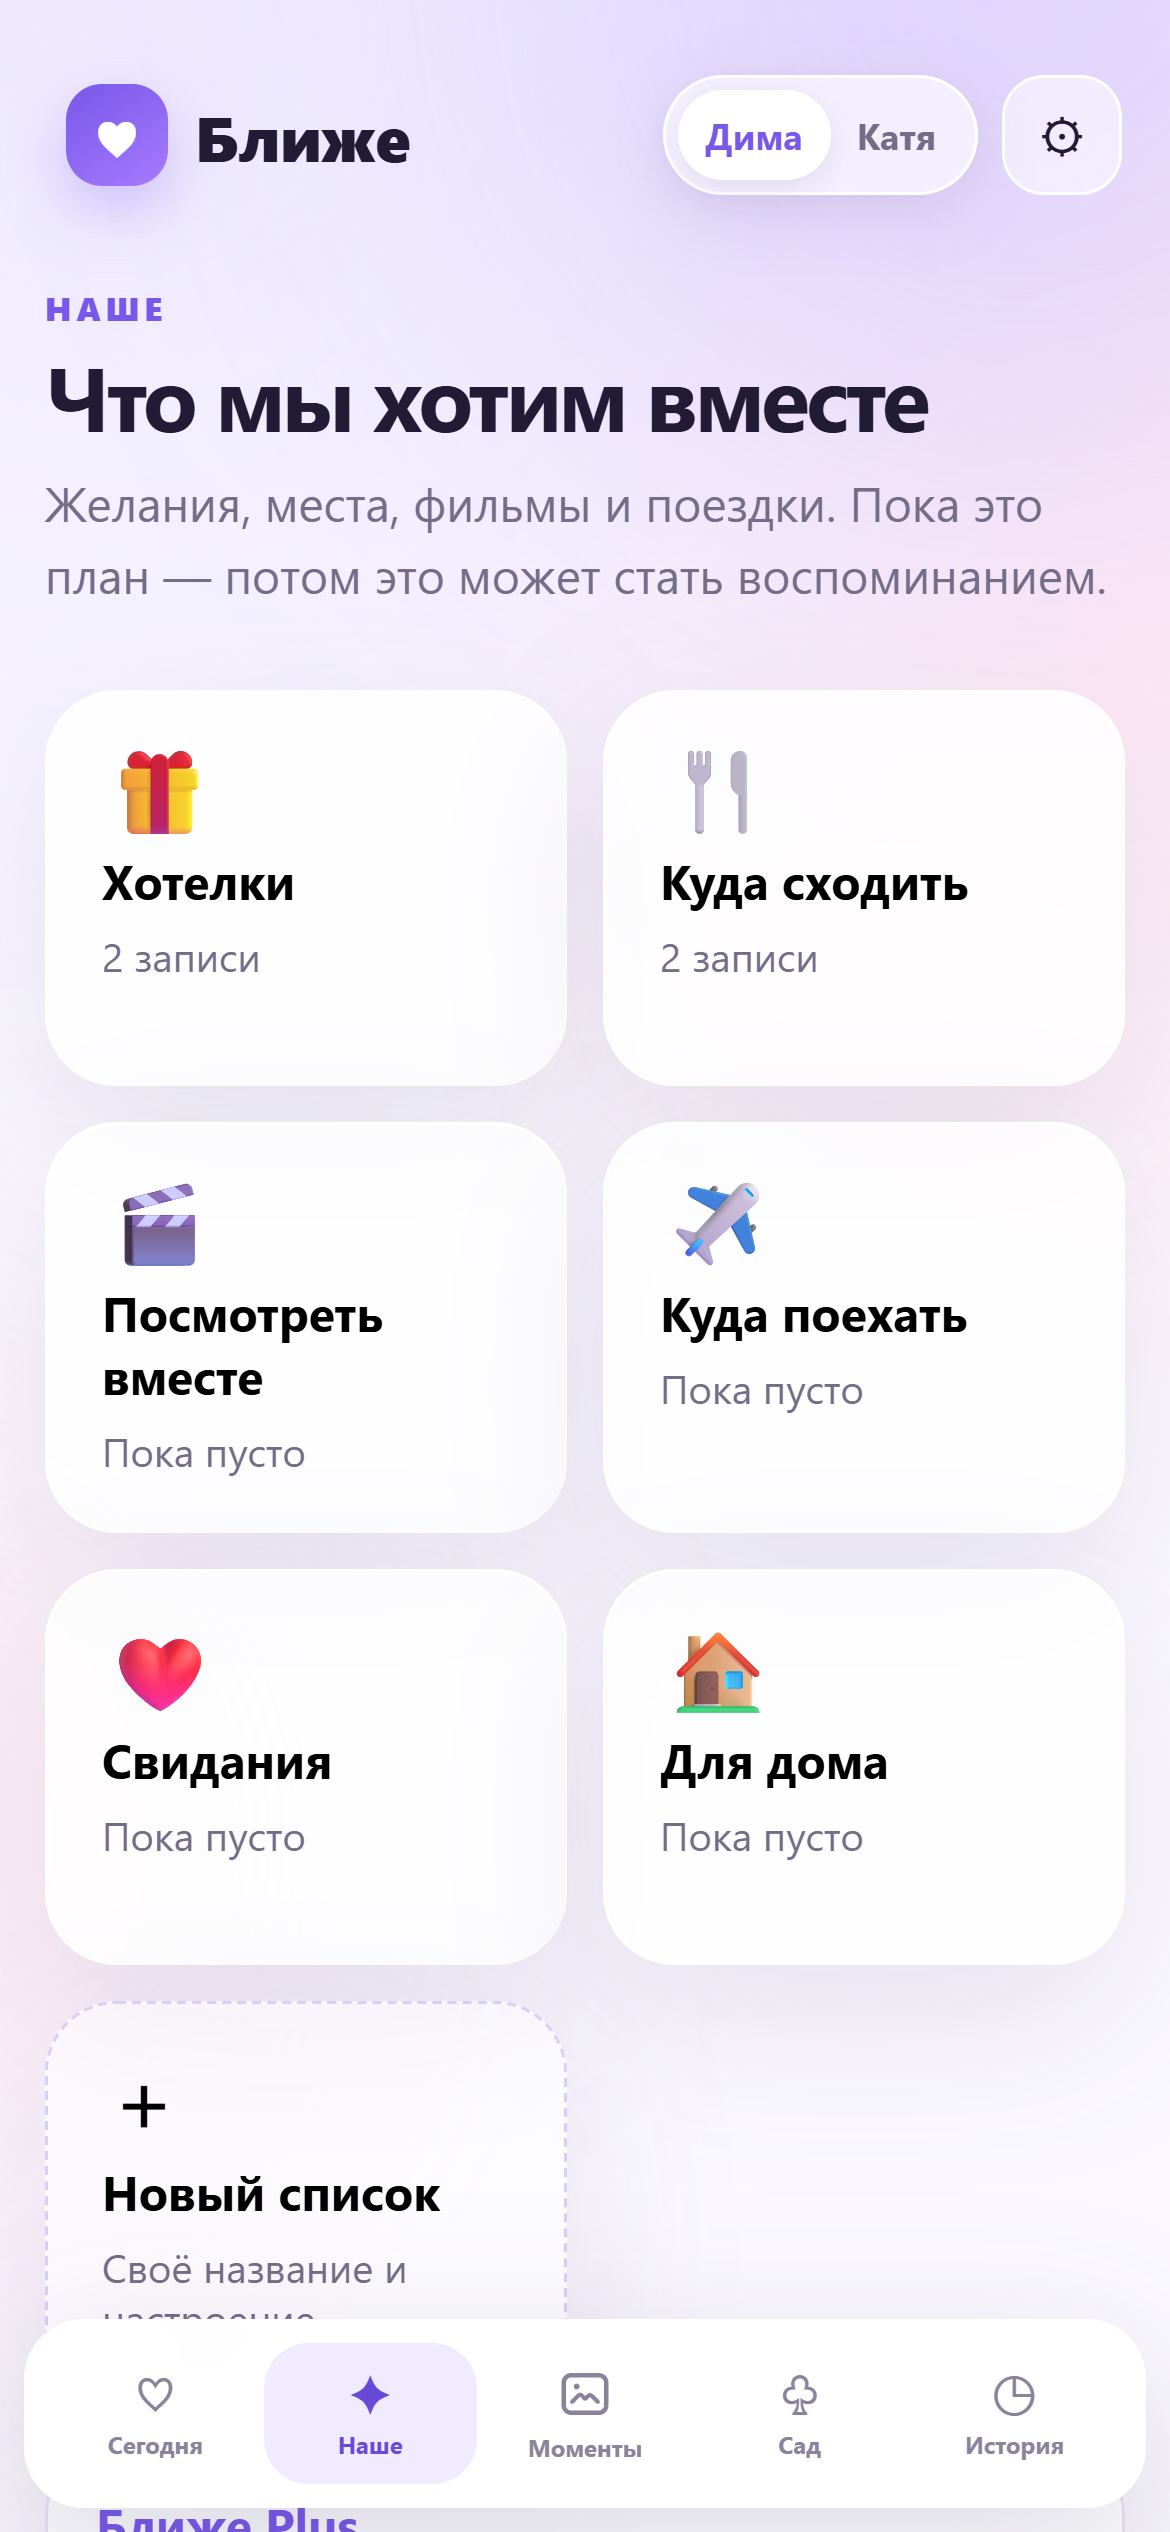 Ближе
Дима Катя
НАШЕ
Что мы хотим вместе
Желания, места, фильмы и поездки. Пока это
план — потом это может стать воспоминанием.
Хотелки
2 записи
Куда сходить
2 записи
Посмотреть
вместе
Пока пусто
Куда поехать
Пока пусто
Свидания
Пока пусто
Для дома
Пока пусто
Новый список
Своё название и
настроение
Сегодня
Наше
Моменты
Сад
История
Ближе Plus